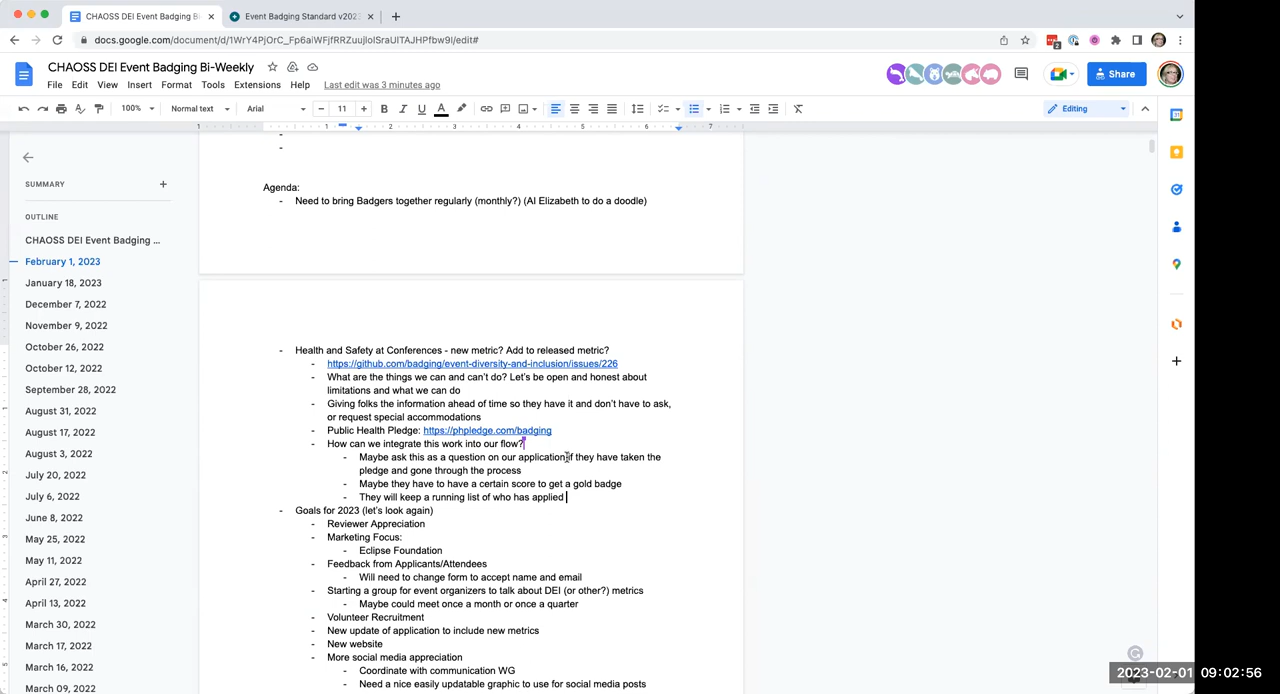 CHAOSS DEI Event Badging Bi
Event Badging Standard v202
docs.google.com/document/d/1WrY4PjOrC_Fp6aiWFjfRRZuujIoISraUITAJHPfbw9I/edit#
2
CHAOSS DEI Event Badging Bi-Weekly
File Edit View Insert Format Tools Extensions Help Last edit was 3 minutes ago
Share
100% Normal text Arial 11 B I U A Editing
1 1 2 3 4 5 6 7
SUMMARY
OUTLINE
CHAOSS DEI Event Badging ...
February 1, 2023
January 18, 2023
December 7, 2022
November 9, 2022
October 26, 2022
October 12, 2022
September 28, 2022
August 31, 2022
August 17, 2022
August 3, 2022
July 20, 2022
July 6, 2022
June 8, 2022
May 25, 2022
May 11, 2022
April 27, 2022
April 13, 2022
March 30, 2022
March 17, 2022
March 16, 2022
March 09, 2022
-
-
Agenda:
- Need to bring Badgers together regularly (monthly?) (AI Elizabeth to do a doodle)
- Health and Safety at Conferences - new metric? Add to released metric?
- https://github.com/badging/event-diversity-and-inclusion/issues/226
- What are the things we can and can't do? Let's be open and honest about
limitations and what we can do
- Giving folks the information ahead of time so they have it and don't have to ask,
or request special accommodations
- Public Health Pledge: https://phpledge.com/badging
- How can we integrate this work into our flow?
- Maybe ask this as a question on our application if they have taken the
pledge and gone through the process
- Maybe they have to have a certain score to get a gold badge
- They will keep a running list of who has applied
- Goals for 2023 (let's look again)
- Reviewer Appreciation
- Marketing Focus:
- Eclipse Foundation
- Feedback from Applicants/Attendees
- Will need to change form to accept name and email
- Starting a group for event organizers to talk about DEI (or other?) metrics
- Maybe could meet once a month or once a quarter
- Volunteer Recruitment
- New update of application to include new metrics
- New website
- More social media appreciation
- Coordinate with communication WG
- Need a nice easily updatable graphic to use for social media posts
2023-02-01 09:02:56